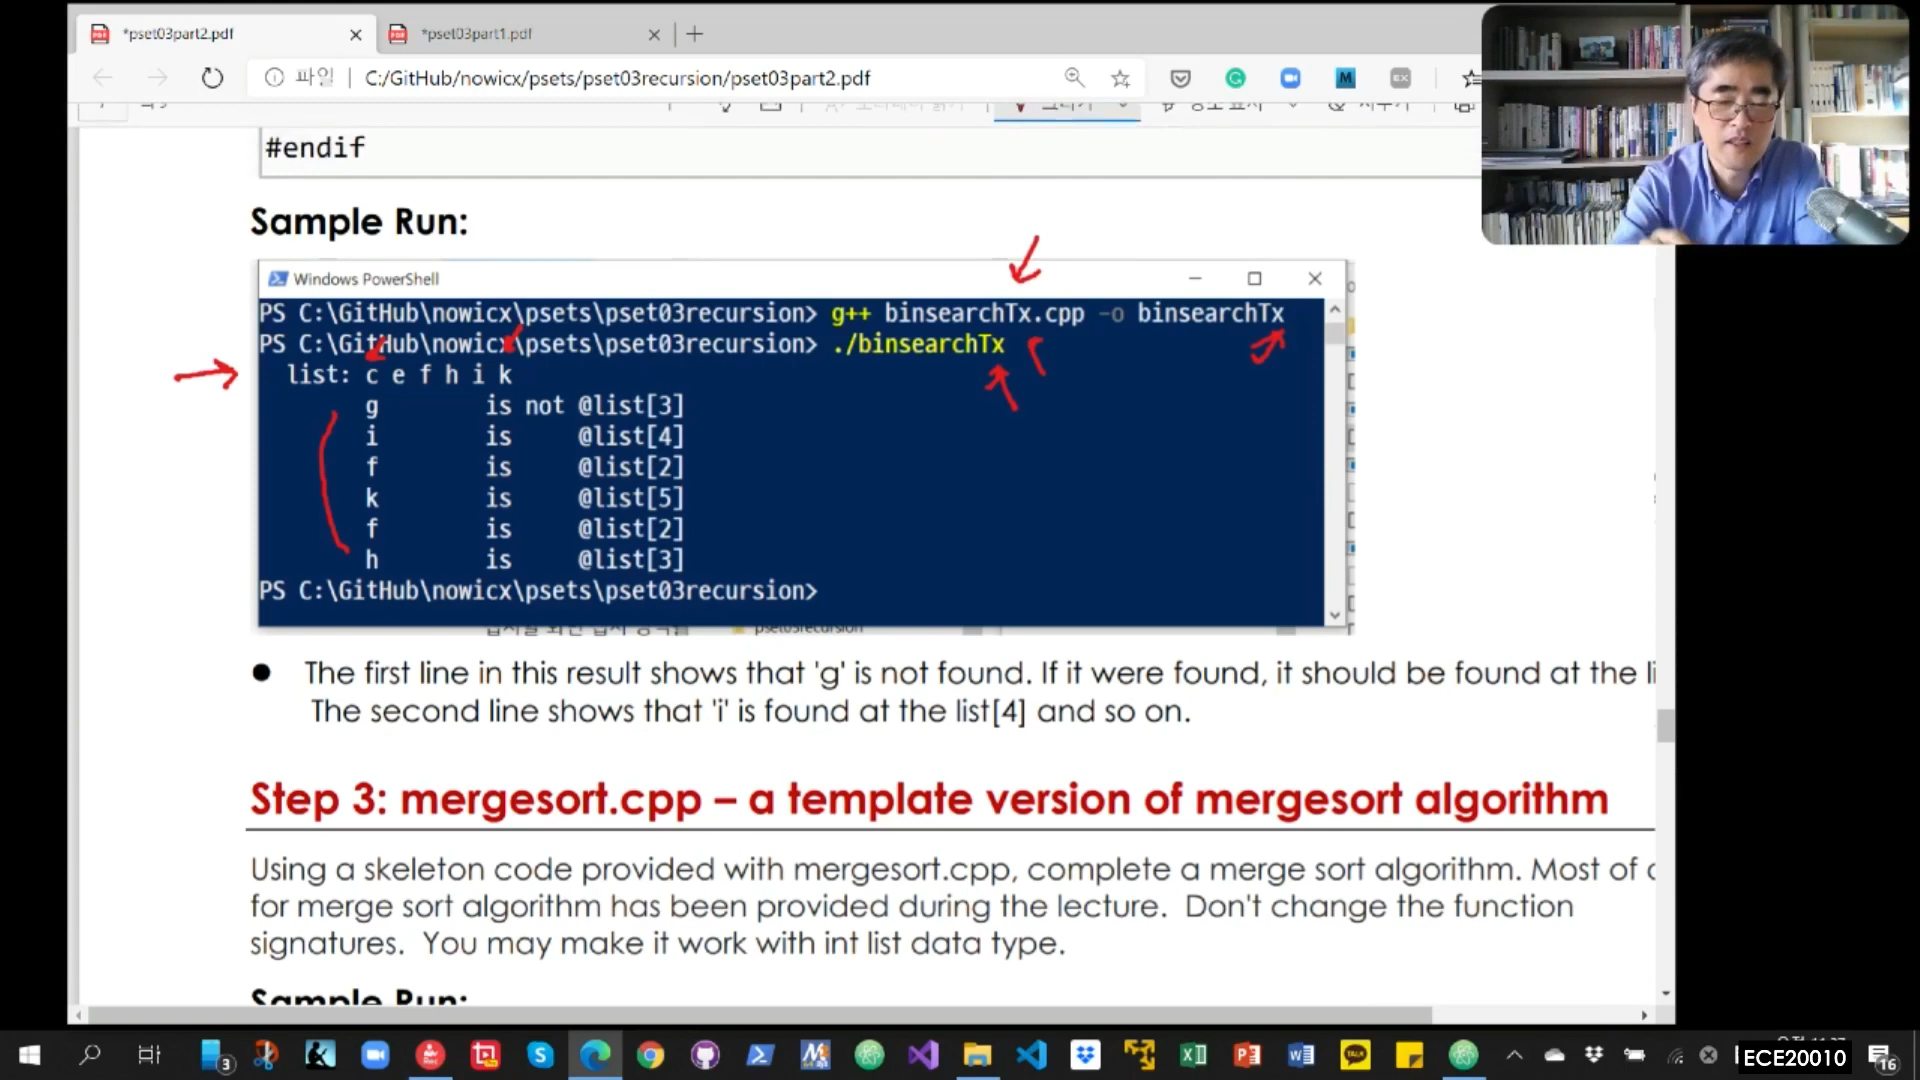 *pset03part2.pdf
*pset03part1.pdf
파일 C:/GitHub/nowicx/psets/pset03recursion/pset03part2.pdf
#endif
Sample Run:
Windows PowerShell
PS C:\GitHub\nowicx\psets\pset03recursion> g++ binsearchTx.cpp -o binsearchTx
PS C:\GitHub\nowicx\psets\pset03recursion> ./binsearchTx
list: c e f h i k
g is not @list[3]
i is @list[4]
f is @list[2]
k is @list[5]
f is @list[2]
h is @list[3]
PS C:\GitHub\nowicx\psets\pset03recursion>
● The first line in this result shows that 'g' is not found. If it were found, it should be found at the
The second line shows that 'i' is found at the list[4] and so on.
Step 3: mergesort.cpp – a template version of mergesort algorithm
Using a skeleton code provided with mergesort.cpp, complete a merge sort algorithm. Most of
for merge sort algorithm has been provided during the lecture. Don't change the function
signatures. You may make it work with int list data type.
Sample Run:
3
ECE20010
16